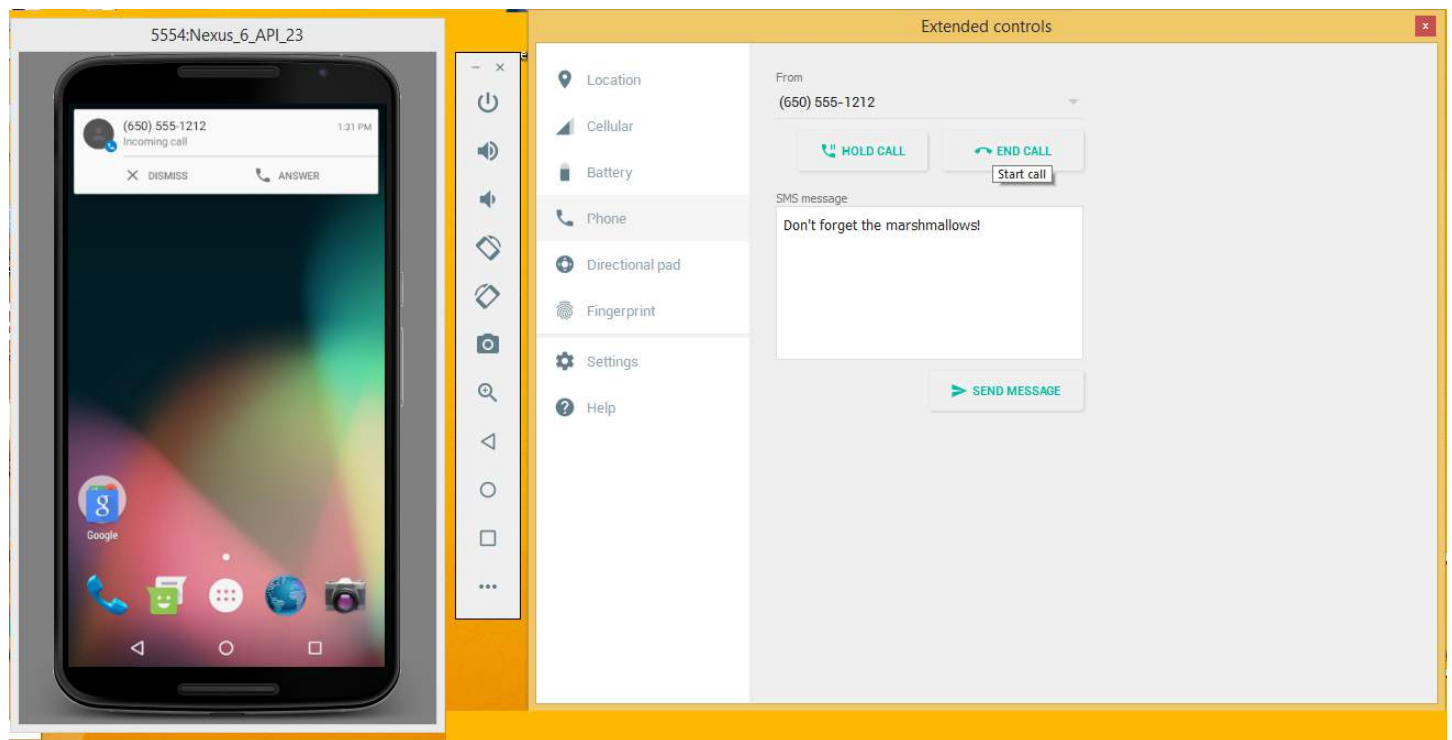 5554:Nexus_6_API_23
(650) 555-1212
1:31 PM
Incoming call
DISMISS
ANSWER
g
Google
Extended controls
Location
Cellular
Battery
Phone
Directional pad
Fingerprint
Settings
Help
From
(650) 555-1212
HOLD CALL
END CALL
Start call
SMS message
Don't forget the marshmallows!
SEND MESSAGE